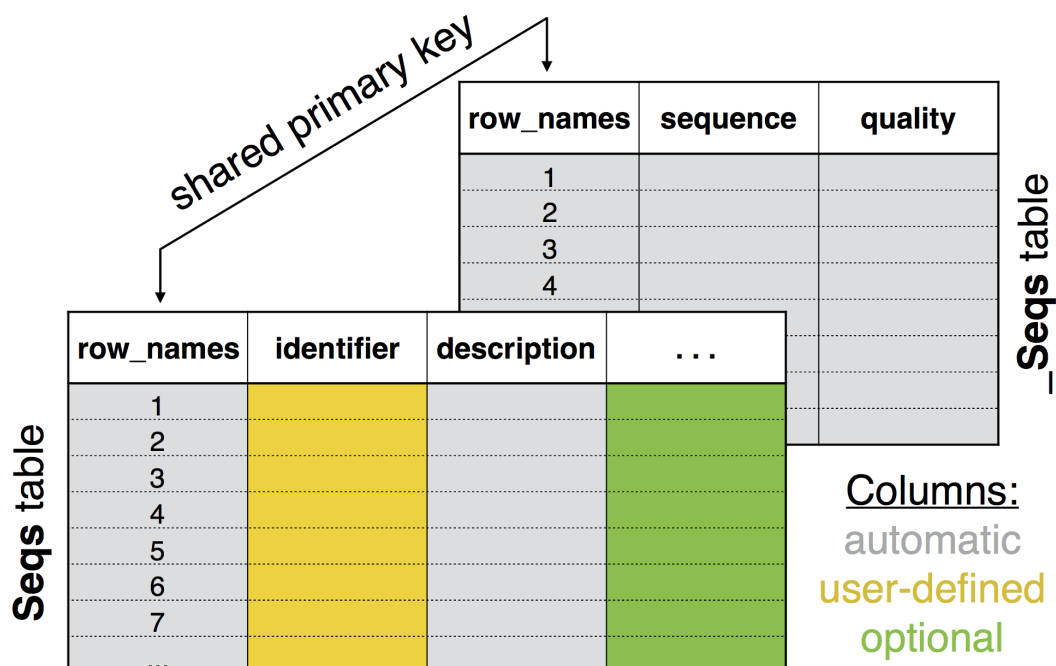 shared primary key
row_names sequence quality
1
2
3
4
_Seqs table
row_names identifier description ...
1
2
3
4
5
6
7
...
Seqs table
Columns:
automatic
user-defined
optional